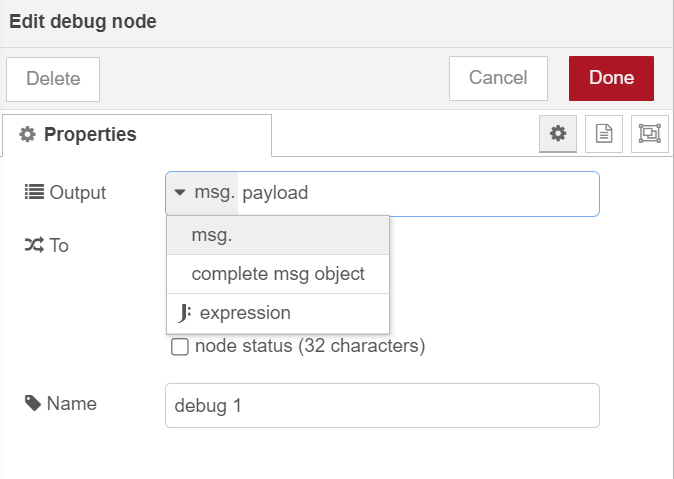 Edit debug node
Delete
Cancel
Done
Properties
Output
msg. payload
msg.
To
complete msg object
J: expression
node status (32 characters)
Name
debug 1